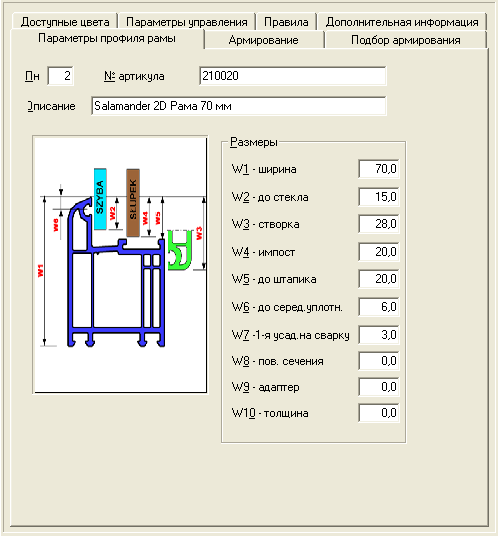 Доступные цвета Параметры управления Правила Дополнительная информация
Параметры профиля рамы Армирование Подбор армирования
Пн 2 № артикула 210020
Описание Salamander 2D Рама 70 мм
Размеры
W1 - ширина 70,0
W2 - до стекла 15,0
W3 - створка 28,0
W4 - импост 20,0
W5 - до штапика 20,0
W6 - до серед.уплотн. 6,0
W7 -1-я усад.на сварку 3,0
W8 - пов. сечения 0,0
W9 - адаптер 0,0
W10 - толщина 0,0
SZYBA
SŁUPEK
W1
W6
W2
W4
W5
W3